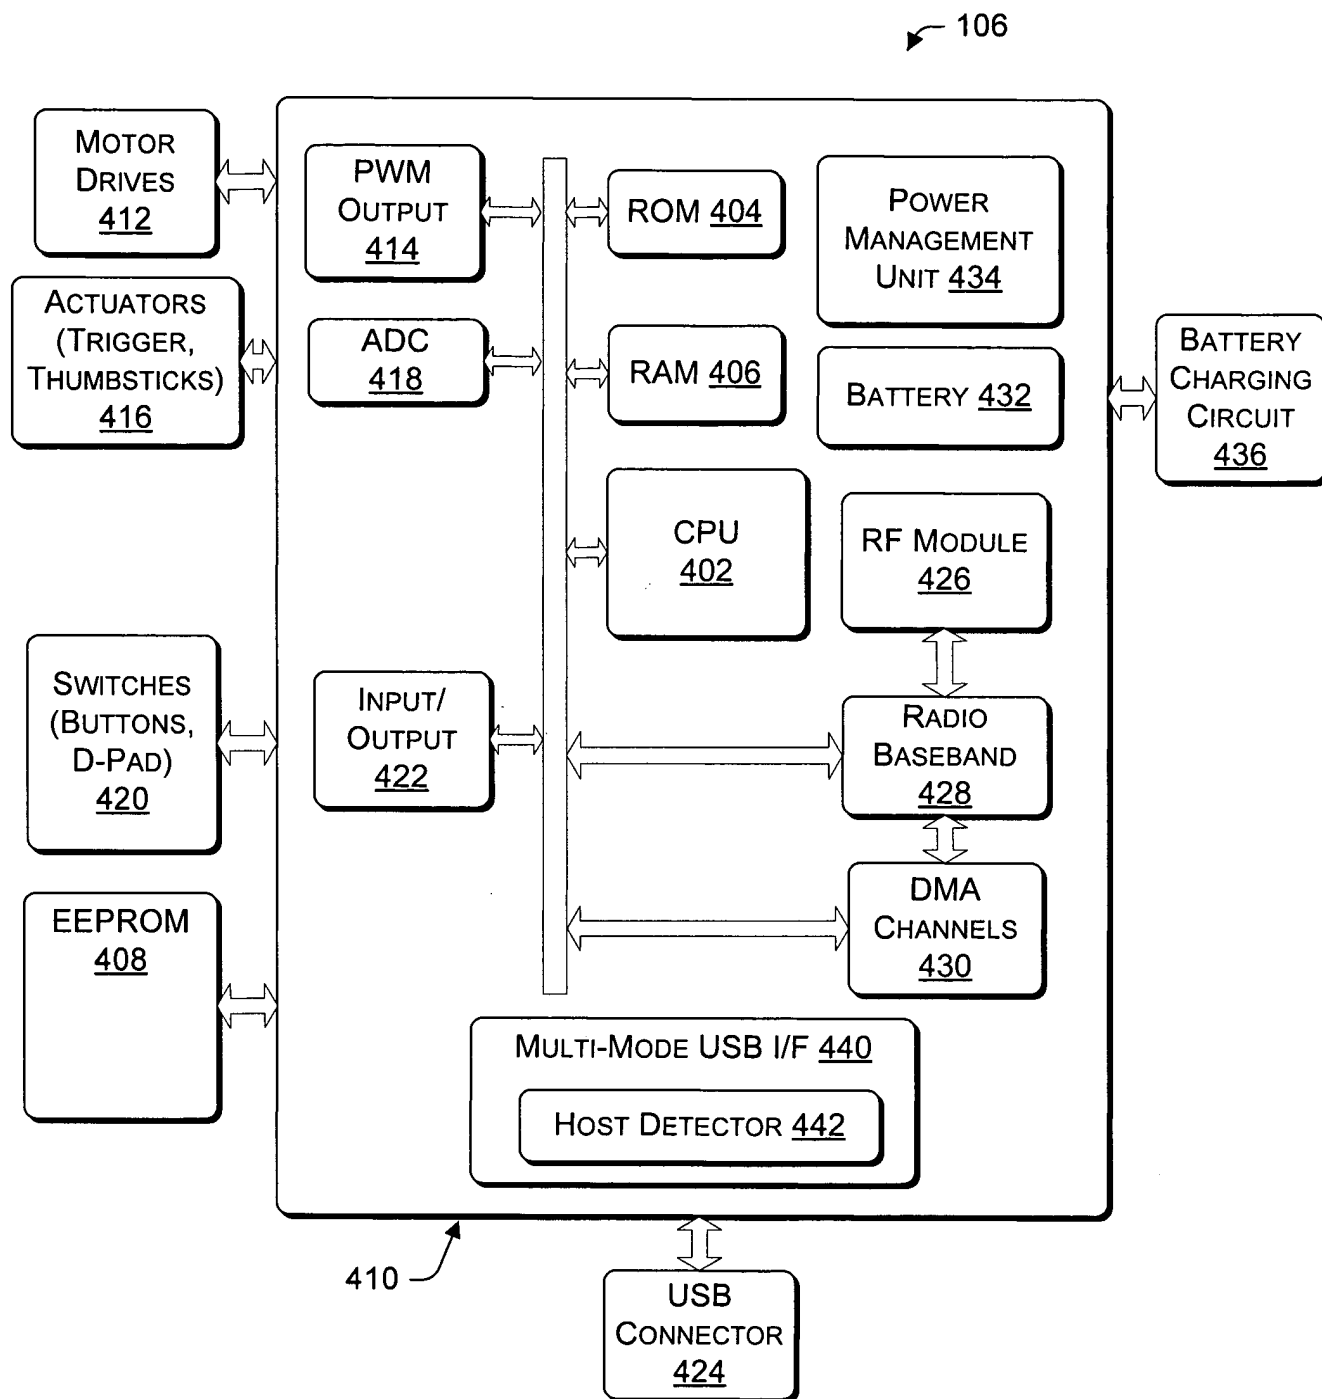 106
MOTOR
DRIVES
412
PWM
OUTPUT
414
ROM 404
POWER
MANAGEMENT
UNIT 434
ACTUATORS
(TRIGGER,
THUMBSTICKS)
416
ADC
418
RAM 406
BATTERY 432
BATTERY
CHARGING
CIRCUIT
436
CPU
402
RF MODULE
426
SWITCHES
(BUTTONS,
D-PAD)
420
INPUT/
OUTPUT
422
RADIO
BASEBAND
428
EEPROM
408
DMA
CHANNELS
430
MULTI-MODE USB I/F 440
HOST DETECTOR 442
410
USB
CONNECTOR
424